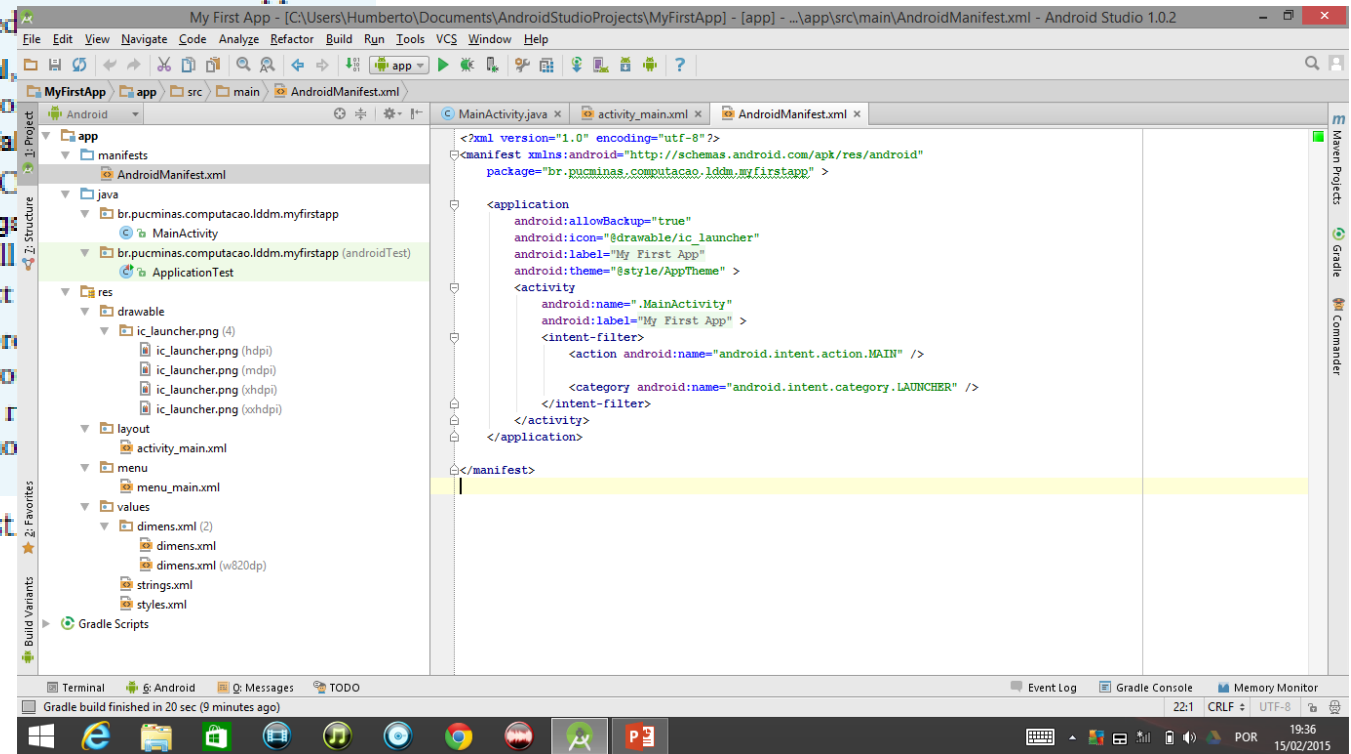 My First App - [C:\Users\Humberto\Documents\AndroidStudioProjects\MyFirstApp] - [app] - ...\app\src\main\AndroidManifest.xml - Android Studio 1.0.2
File Edit View Navigate Code Analyze Refactor Build Run Tools VCS Window Help
app
MyFirstApp app src main AndroidManifest.xml
Android
MainActivity.java activity_main.xml AndroidManifest.xml
1: Project
7: Structure
2: Favorites
Build Variants
app
manifests
AndroidManifest.xml
java
br.pucminas.computacao.lddm.myfirstapp
MainActivity
br.pucminas.computacao.lddm.myfirstapp (androidTest)
ApplicationTest
res
drawable
ic_launcher.png (4)
ic_launcher.png (hdpi)
ic_launcher.png (mdpi)
ic_launcher.png (xhdpi)
ic_launcher.png (xxhdpi)
layout
activity_main.xml
menu
menu_main.xml
values
dimens.xml (2)
dimens.xml
dimens.xml (w820dp)
strings.xml
styles.xml
Gradle Scripts
<?xml version="1.0" encoding="utf-8"?>
<manifest xmlns:android="http://schemas.android.com/apk/res/android"
package="br.pucminas.computacao.lddm.myfirstapp" >
<application
android:allowBackup="true"
android:icon="@drawable/ic_launcher"
android:label="My First App"
android:theme="@style/AppTheme" >
<activity
android:name=".MainActivity"
android:label="My First App" >
<intent-filter>
<action android:name="android.intent.action.MAIN" />
<category android:name="android.intent.category.LAUNCHER" />
</intent-filter>
</activity>
</application>
</manifest>
Maven Projects
Gradle
Commander
Terminal 6: Android 0: Messages TODO Event Log Gradle Console Memory Monitor
Gradle build finished in 20 sec (9 minutes ago) 22:1 CRLF UTF-8
POR
19:36
15/02/2015